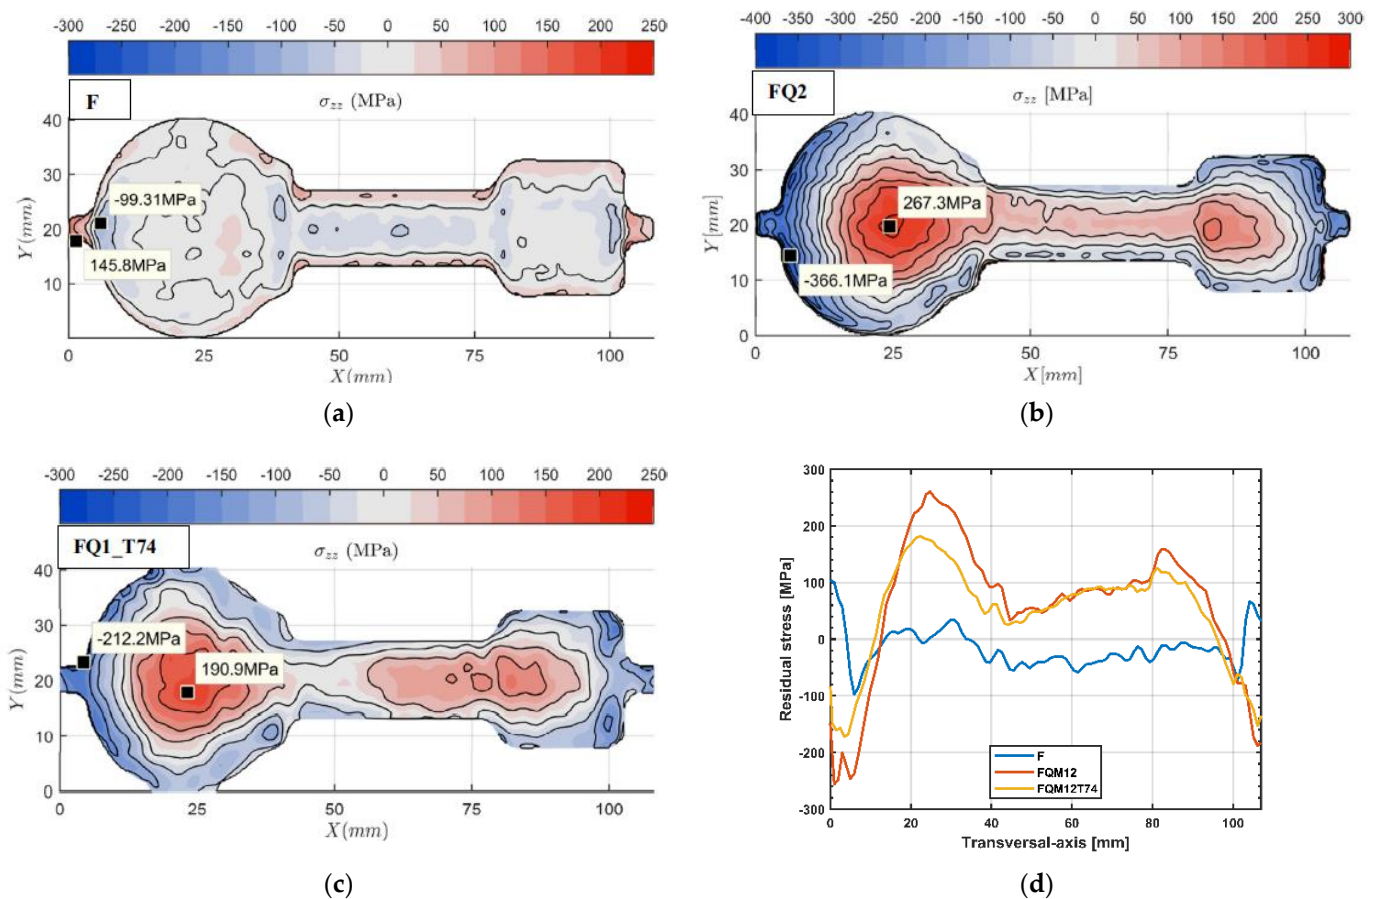 -300 -250 -200 -150 -100 -50 0 50 100 150 200 250
F
σzz (MPa)
40
30
20
10
Y(mm)
-99.31MPa
145.8MPa
0 25 50 75 100
X(mm)
(a)
-400 -350 -300 -250 -200 -150 -100 -50 0 50 100 150 200 250 300
FQ2
σzz [MPa]
40
30
20
10
0
Y[mm]
267.3MPa
-366.1MPa
0 25 50 75 100
X[mm]
(b)
-300 -250 -200 -150 -100 -50 0 50 100 150 200 250
FQ1_T74
σzz (MPa)
40
30
20
10
0
Y(mm)
-212.2MPa
190.9MPa
0 25 50 75 100
X(mm)
(c)
300
200
100
0
-100
-200
-300
Residual stress [MPa]
F
FQM12
FQM12T74
0 20 40 60 80 100
Transversal-axis [mm]
(d)